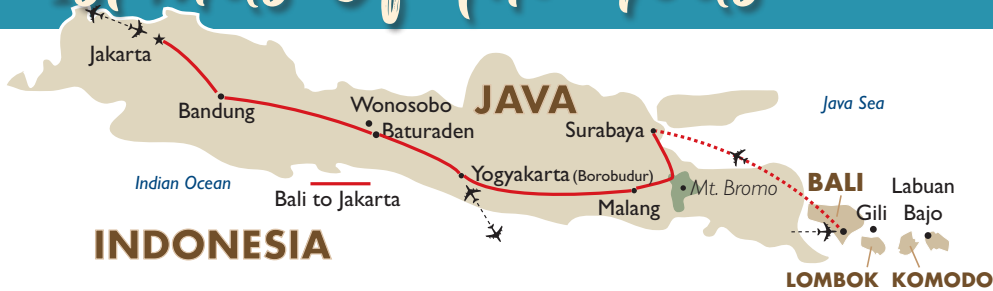 Jakarta
Bandung
Wonosobo
Baturaden
JAVA
Surabaya
Java Sea
Indian Ocean
Bali to Jakarta
Yogyakarta (Borobudur)
Malang
Mt. Bromo
BALI
Labuan
Bajo
Gili
INDONESIA
LOMBOK
KOMODO